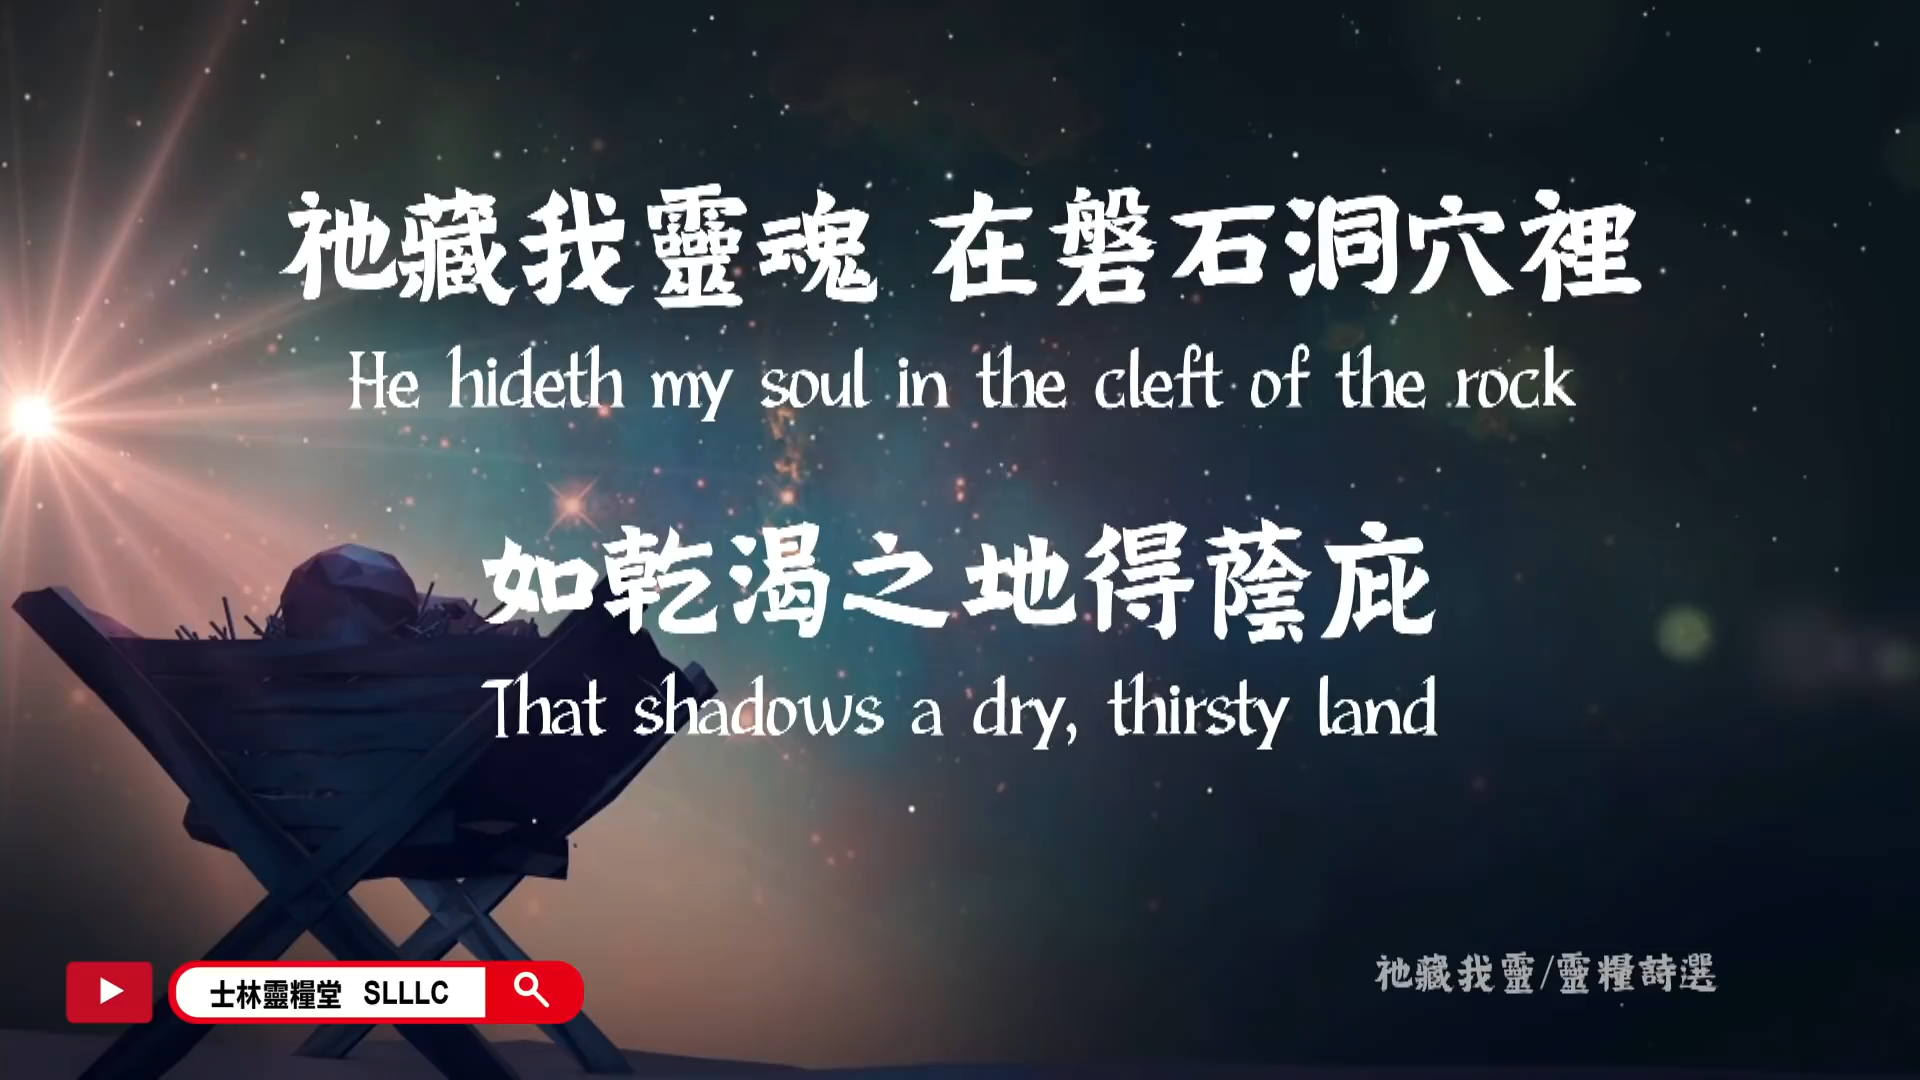 祂藏我靈魂 在磐石洞穴裡
He hideth my soul in the cleft of the rock
如乾渴之地得蔭庇
That shadows a dry, thirsty land
祂藏我靈/靈糧詩選
士林靈糧堂 SLLLC